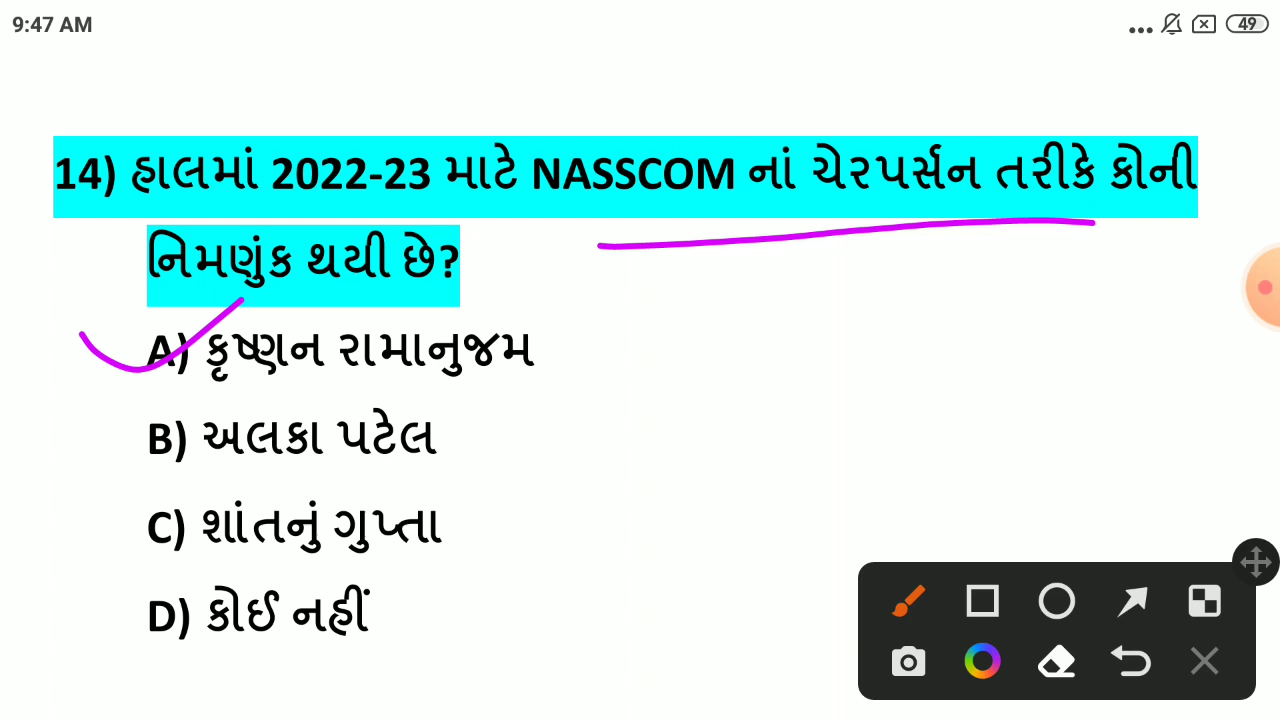 9:47 AM
49
14) હાલમાં 2022-23 માટે NASSCOM નાં ચેરપર્સન તરીકે કોની
નિમણુંક થયી છે?
A) કૃષ્ણન રામાનુજમ
B) અલકા પટેલ
C) શાંતનું ગુપ્તા
D) કોઈ નહીં